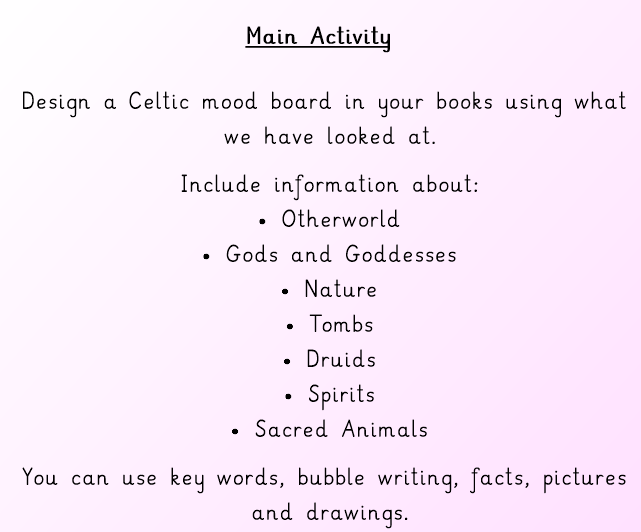 Main Activity
Design a Celtic mood board in your books using what
we have looked at.
Include information about:
• Otherworld
• Gods and Goddesses
• Nature
• Tombs
• Druids
• Spirits
• Sacred Animals
You can use key words, bubble writing, facts, pictures
and drawings.